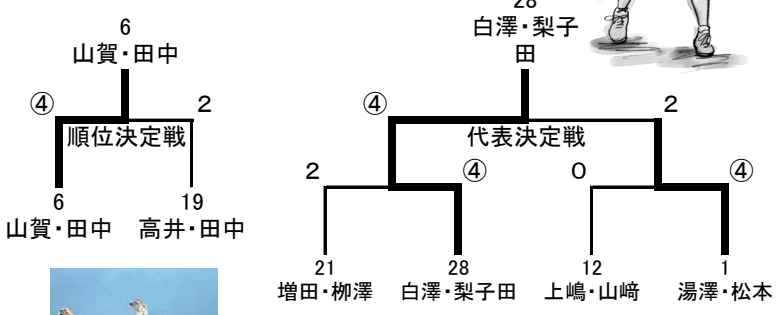 6
山賀・田中
④ 2
順位決定戦
6 19
山賀・田中 高井・田中
28
白澤・梨子
田
④ 2
代表決定戦
2 ④ 0 ④
21 28 12 1
増田・栁澤 白澤・梨子田 上嶋・山﨑 湯澤・松本